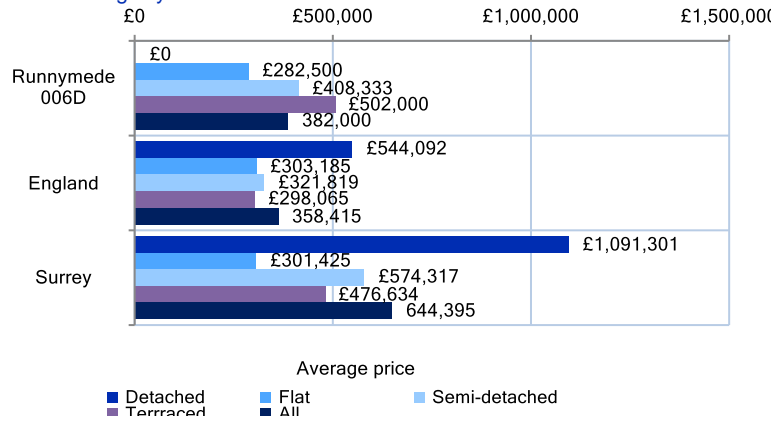 £0 £500,000 £1,000,000 £1,500,000
£0
Runnymede
006D
£282,500
£408,333
£502,000
382,000
£544,092
England
£303,185
£321,819
£298,065
358,415
£1,091,301
Surrey
£301,425
£574,317
£476,634
644,395
Average price
Detached Flat Semi-detached
Terrraced All